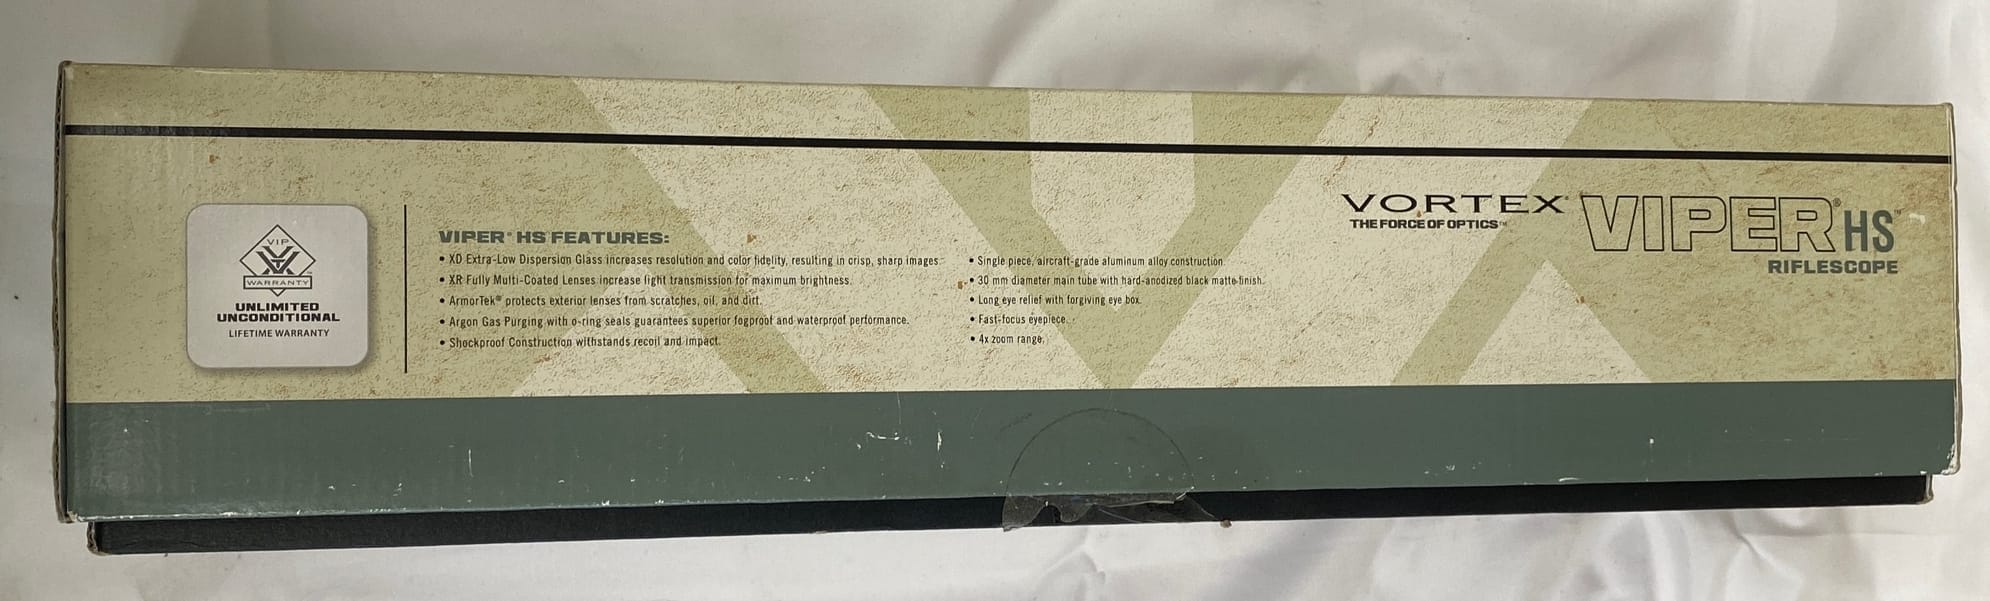 VIP
VTX
WARRANTY
UNLIMITED
UNCONDITIONAL
LIFETIME WARRANTY
VIPER® HS FEATURES:
• XD Extra-Low Dispersion Glass increases resolution and color fidelity, resulting in crisp, sharp images.
• XR Fully Multi-Coated Lenses increase light transmission for maximum brightness.
• ArmorTek® protects exterior lenses from scratches, oil, and dirt.
• Argon Gas Purging with o-ring seals guarantees superior fogproof and waterproof performance.
• Shockproof Construction withstands recoil and impact.
• Single piece, aircraft-grade aluminum alloy construction.
• 30 mm diameter main tube with hard-anodized black matte finish.
• Long eye relief with forgiving eye box.
• Fast-focus eyepiece.
• 4x zoom range.
VORTEX®
THE FORCE OF OPTICS™
VIPER® HS™
RIFLESCOPE